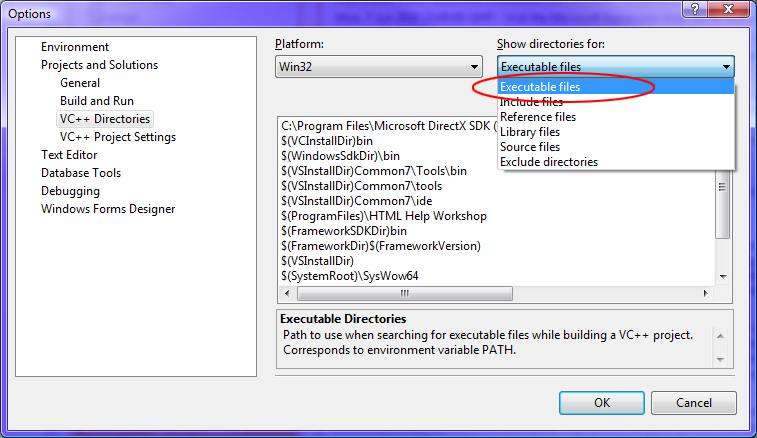 Options
Environment
Projects and Solutions
General
Build and Run
VC++ Directories
VC++ Project Settings
Text Editor
Database Tools
Debugging
Windows Forms Designer
Platform:
Win32
Show directories for:
Executable files
Executable files
Include files
Reference files
Library files
Source files
Exclude directories
C:\Program Files\Microsoft DirectX SDK (
$(VCInstallDir)bin
$(WindowsSdkDir)\bin
$(VSInstallDir)Common7\Tools\bin
$(VSInstallDir)Common7\tools
$(VSInstallDir)Common7\ide
$(ProgramFiles)\HTML Help Workshop
$(FrameworkSDKDir)bin
$(FrameworkDir)$(FrameworkVersion)
$(VSInstallDir)
$(SystemRoot)\SysWow64
Executable Directories
Path to use when searching for executable files while building a VC++ project.
Corresponds to environment variable PATH.
OK
Cancel